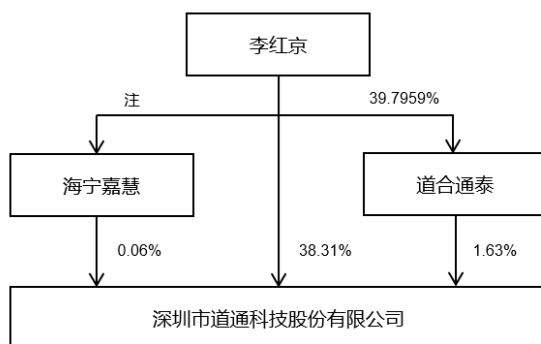 李红京
注
39.7959%
海宁嘉慧
道合通泰
0.06%
38.31%
1.63%
深圳市道通科技股份有限公司